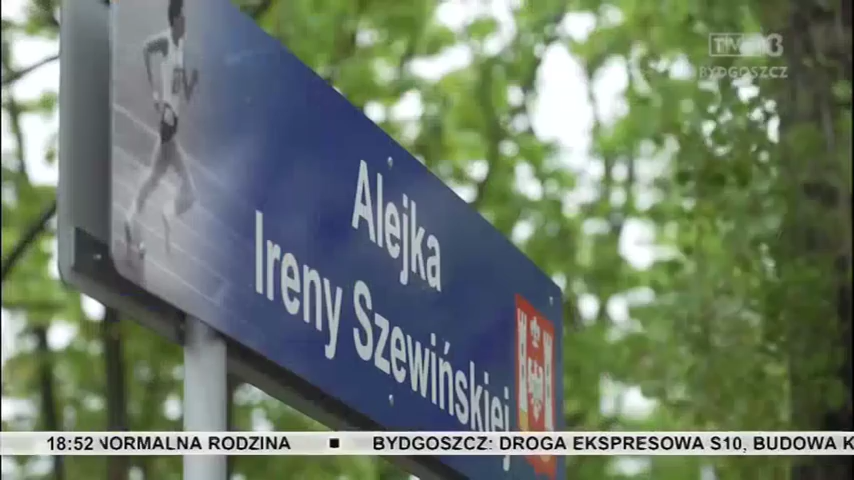 TVP3
BYDGOSZCZ
Alejka
Ireny Szewińskiej
18:52 NORMALNA RODZINA ■ BYDGOSZCZ: DROGA EKSPRESOWA S10, BUDOWA K